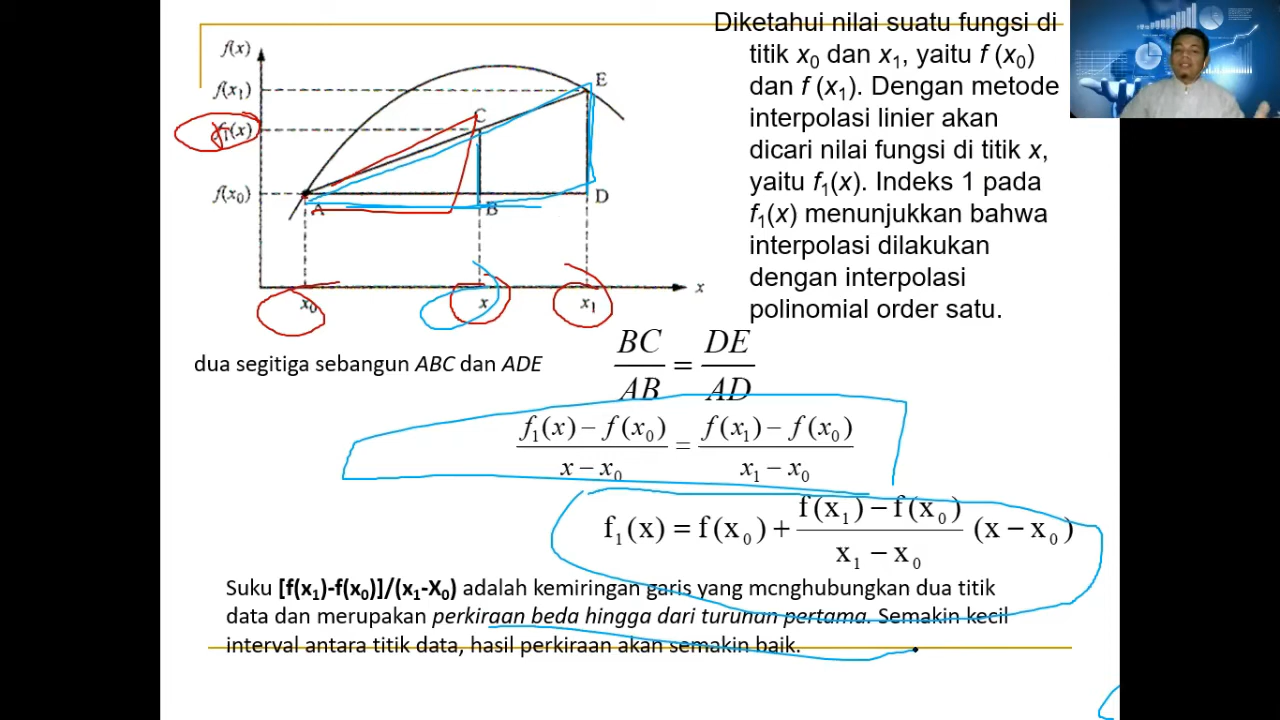 Diketahui nilai suatu fungsi di
titik x₀ dan x₁, yaitu f (x₀)
dan f (x₁). Dengan metode
interpolasi linier akan
dicari nilai fungsi di titik x,
yaitu f₁(x). Indeks 1 pada
f₁(x) menunjukkan bahwa
interpolasi dilakukan
dengan interpolasi
polinomial order satu.
f(x)
f(x₁)
f₁(x)
f(x₀)
A
B
C
D
E
x₀
x
x₁
x
dua segitiga sebangun ABC dan ADE
BC/AB = DE/AD
(f₁(x) − f(x₀))/(x − x₀) = (f(x₁) − f(x₀))/(x₁ − x₀)
f₁(x) = f(x₀) + (f(x₁) − f(x₀))/(x₁ − x₀) (x − x₀)
Suku [f(x₁)-f(x₀)]/(x₁-X₀) adalah kemiringan garis yang mcnghubungkan dua titik
data dan merupakan perkiraan beda hingga dari turunan pertama. Semakin kecil
interval antara titik data, hasil perkiraan akan semakin baik.